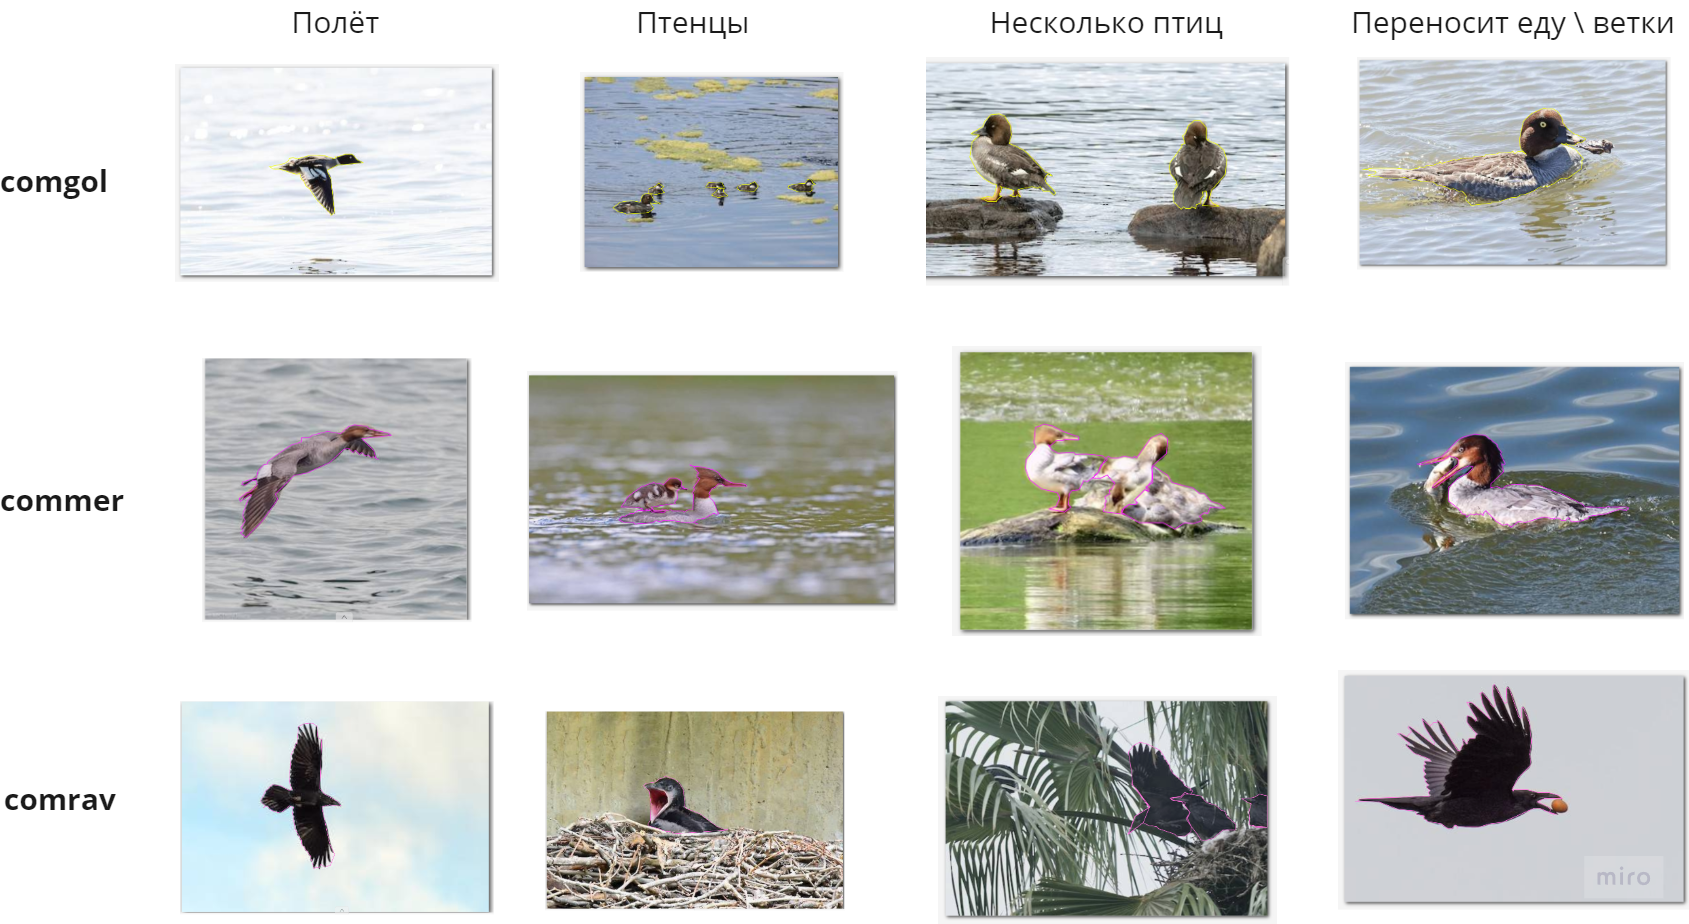 Полёт
Птенцы
Несколько птиц
Переносит еду \ ветки
comgol
commer
comrav
miro